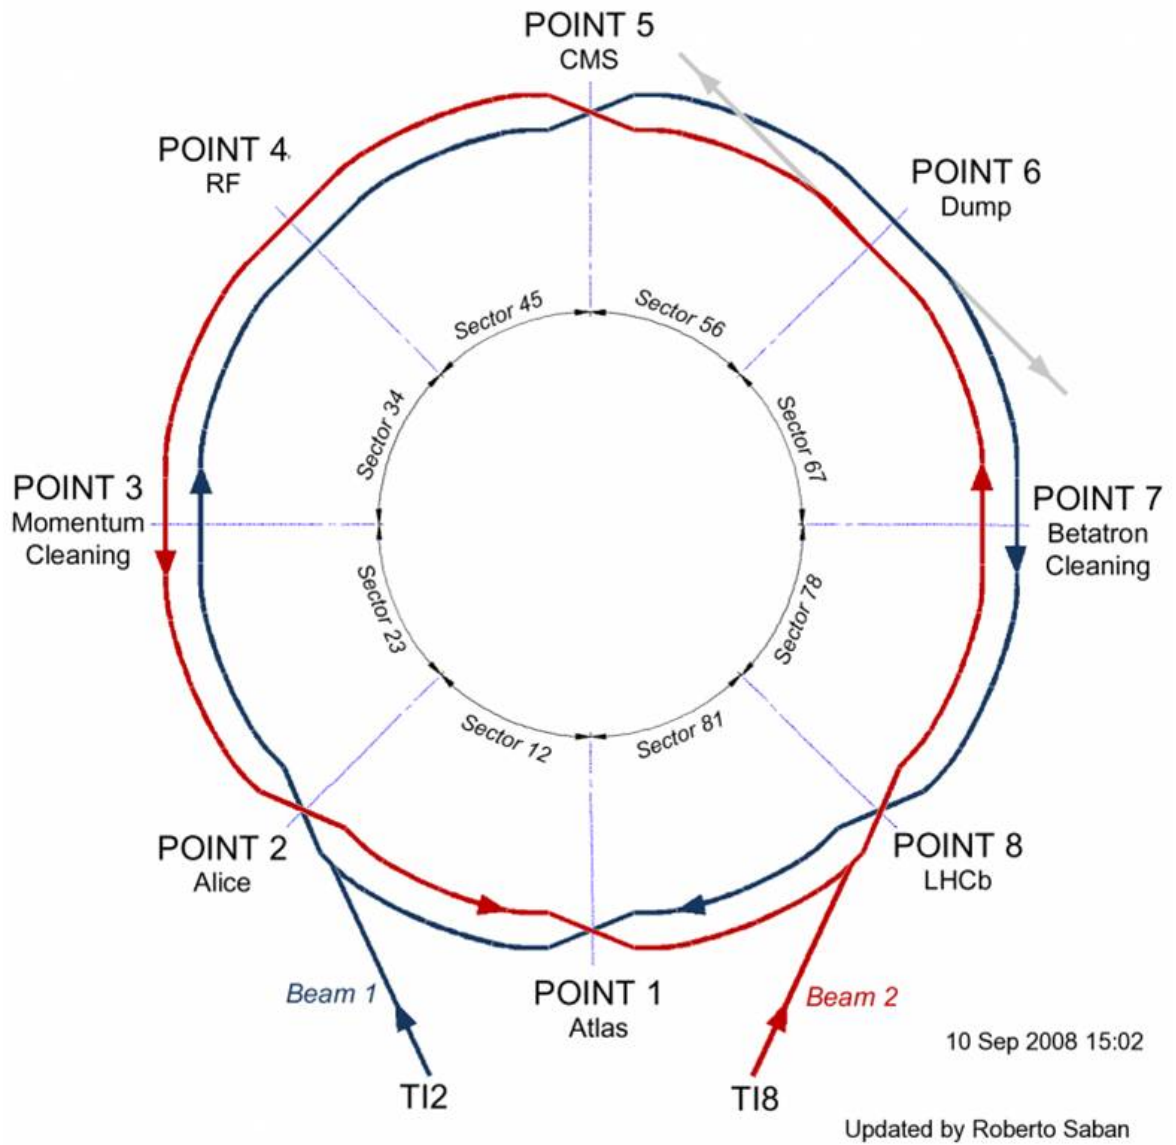 POINT 5
CMS
POINT 4
RF
POINT 6
Dump
Sector 45
Sector 56
Sector 34
Sector 67
POINT 3
Momentum
Cleaning
POINT 7
Betatron
Cleaning
Sector 23
Sector 78
Sector 12
Sector 81
POINT 2
Alice
POINT 8
LHCb
Beam 1
POINT 1
Atlas
Beam 2
10 Sep 2008 15:02
TI2
TI8
Updated by Roberto Saban